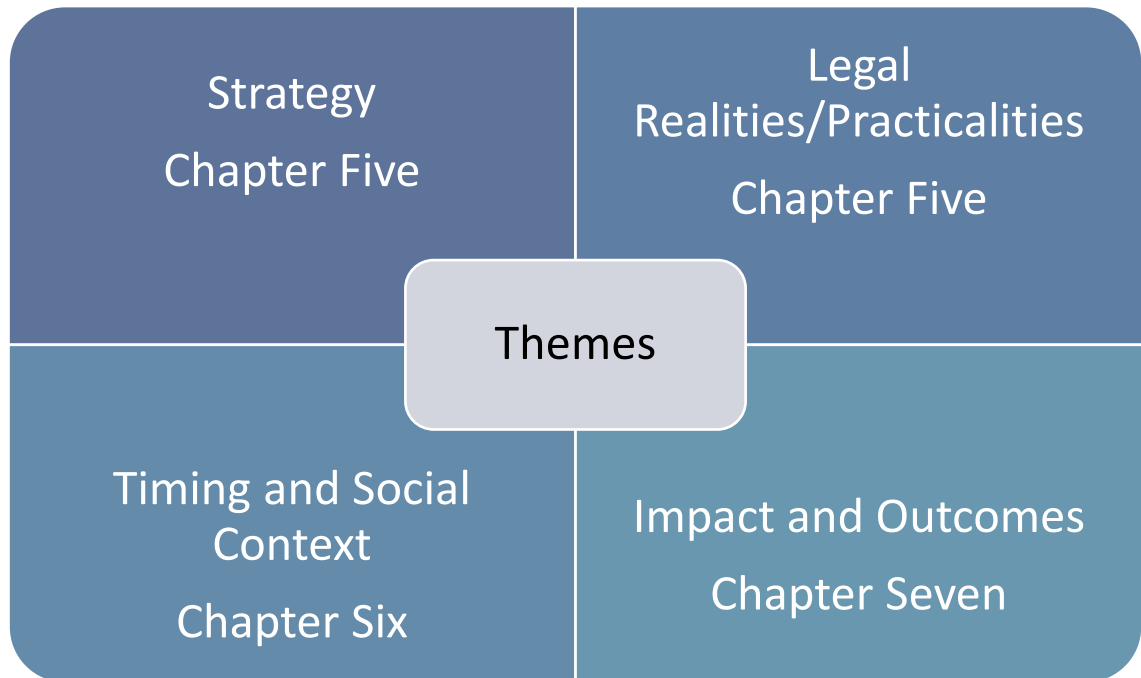 Strategy
Chapter Five
Legal
Realities/Practicalities
Chapter Five
Themes
Timing and Social
Context
Chapter Six
Impact and Outcomes
Chapter Seven